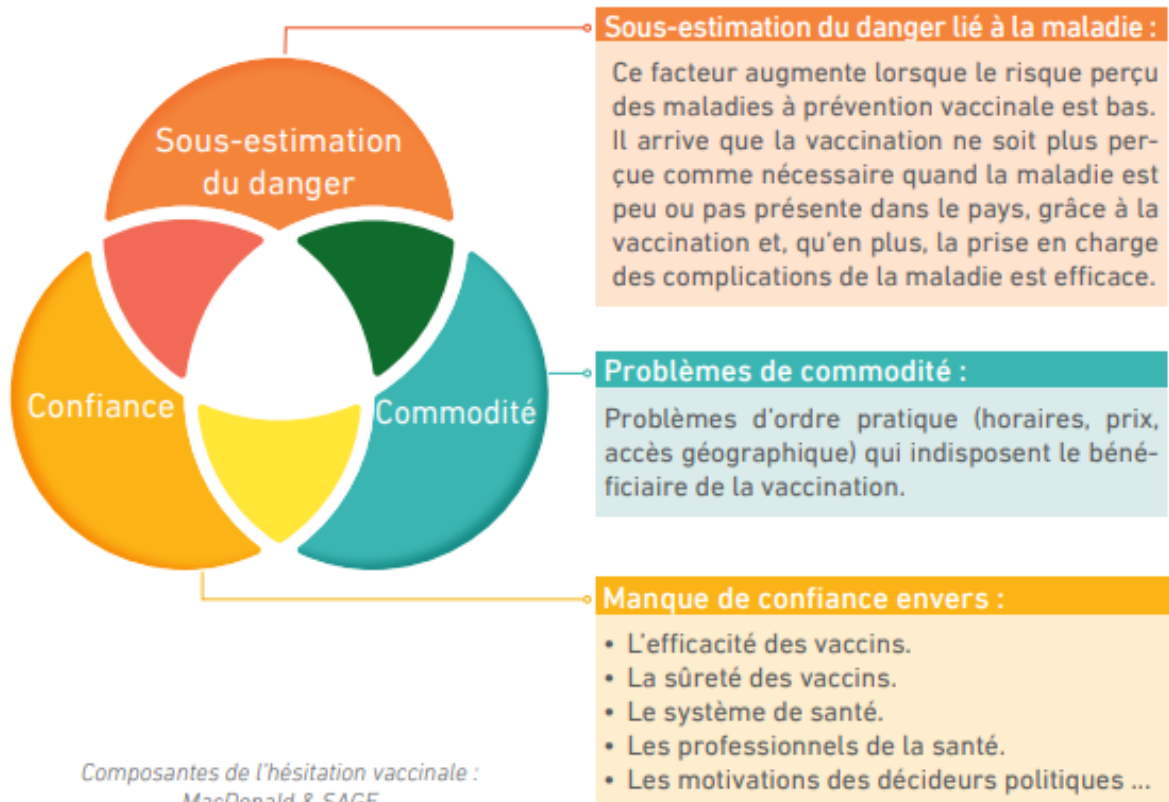 Sous-estimation
du danger
Confiance
Commodité
Sous-estimation du danger lié à la maladie :
Ce facteur augmente lorsque le risque perçu
des maladies à prévention vaccinale est bas.
Il arrive que la vaccination ne soit plus per-
çue comme nécessaire quand la maladie est
peu ou pas présente dans le pays, grâce à la
vaccination et, qu'en plus, la prise en charge
des complications de la maladie est efficace.
Problèmes de commodité :
Problèmes d'ordre pratique (horaires, prix,
accès géographique) qui indisposent le béné-
ficiaire de la vaccination.
Manque de confiance envers :
• L'efficacité des vaccins.
• La sûreté des vaccins.
• Le système de santé.
• Les professionnels de la santé.
• Les motivations des décideurs politiques ...
Composantes de l'hésitation vaccinale :
MacDonald & SAGE